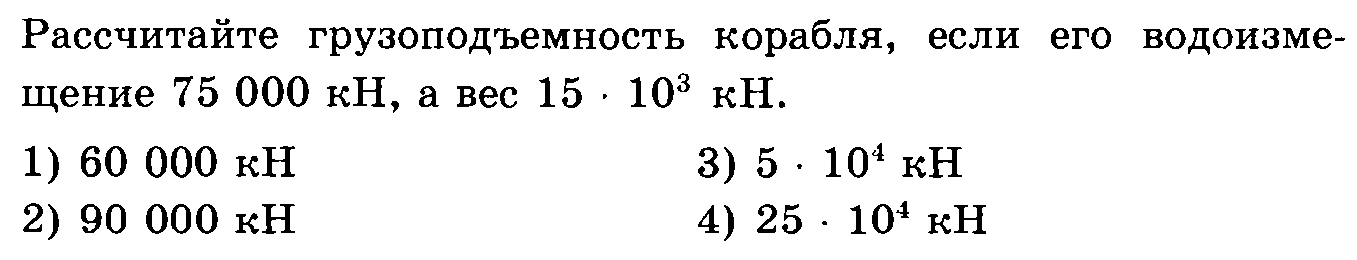 Рассчитайте грузоподъемность корабля, если его водоизме-
щение 75 000 кН, а вес 15 · 10³ кН.
1) 60 000 кН 3) 5 · 10⁴ кН
2) 90 000 кН 4) 25 · 10⁴ кН